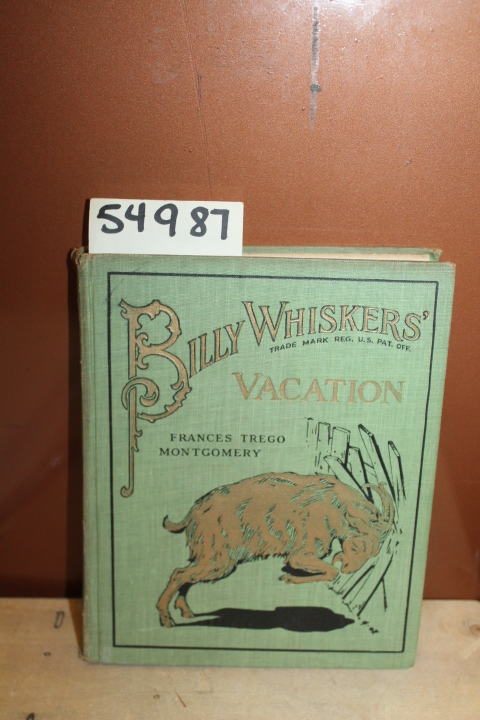 54987
BILLY WHISKERS'
TRADE MARK REG. U.S. PAT. OFF.
VACATION
FRANCES TREGO
MONTGOMERY